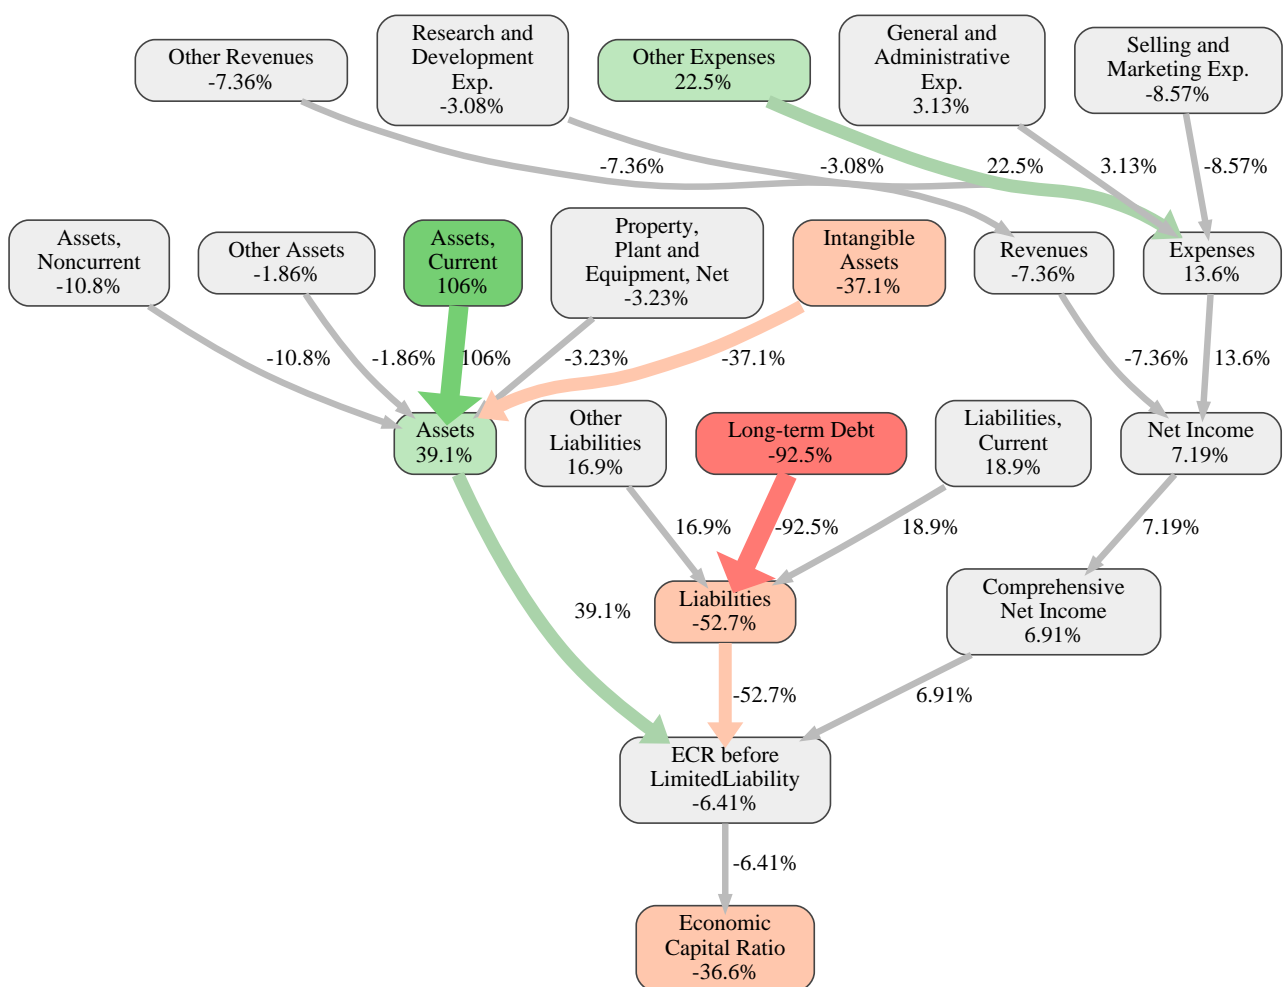 Other Revenues
-7.36%
Research and
Development
Exp.
-3.08%
Other Expenses
22.5%
General and
Administrative
Exp.
3.13%
Selling and
Marketing Exp.
-8.57%
-7.36%
-3.08%
22.5%
3.13%
-8.57%
Assets,
Noncurrent
-10.8%
Other Assets
-1.86%
Assets,
Current
106%
Property,
Plant and
Equipment, Net
-3.23%
Intangible
Assets
-37.1%
Revenues
-7.36%
Expenses
13.6%
-10.8%
-1.86%
106%
-3.23%
-37.1%
-7.36%
13.6%
Assets
39.1%
Other
Liabilities
16.9%
Long-term Debt
-92.5%
Liabilities,
Current
18.9%
Net Income
7.19%
16.9%
-92.5%
18.9%
7.19%
39.1%
Liabilities
-52.7%
Comprehensive
Net Income
6.91%
-52.7%
6.91%
ECR before
LimitedLiability
-6.41%
-6.41%
Economic
Capital Ratio
-36.6%